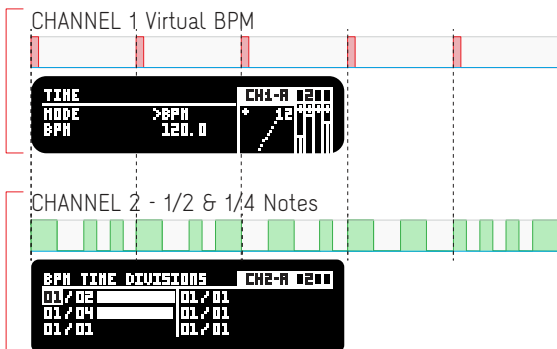 CHANNEL 1 Virtual BPM
TIME CH1-A
MODE >BPM 12
BPM 120.0
CHANNEL 2 - 1/2 & 1/4 Notes
BPM TIME DIVISIONS CH2-A
01/02 01/01
01/04 01/01
01/01 01/01